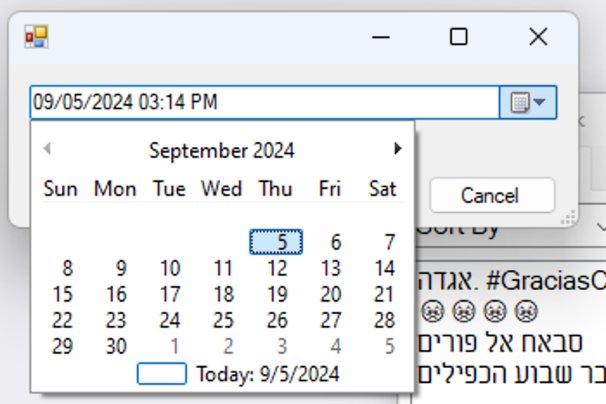 09/05/2024 03:14 PM
September 2024
Sun Mon Tue Wed Thu Fri Sat
5 6 7
8 9 10 11 12 13 14
15 16 17 18 19 20 21
22 23 24 25 26 27 28
29 30 1 2 3 4 5
Today: 9/5/2024
Cancel
Sort By
אגדה. #GraciasO
😢 😢 😢 😢
סבאח אל פורים
בר שבוע הכפילים